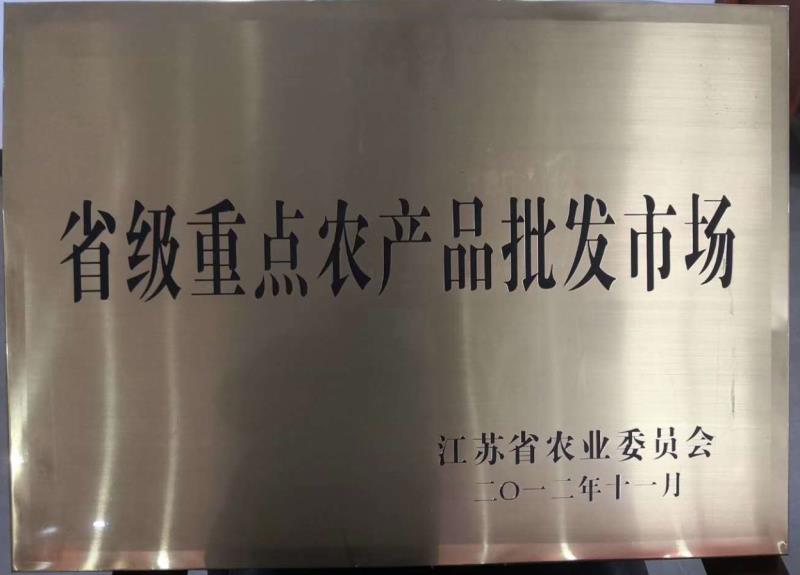 省级重点农产品批发市场
江苏省农业委员会
二〇一二年十一月